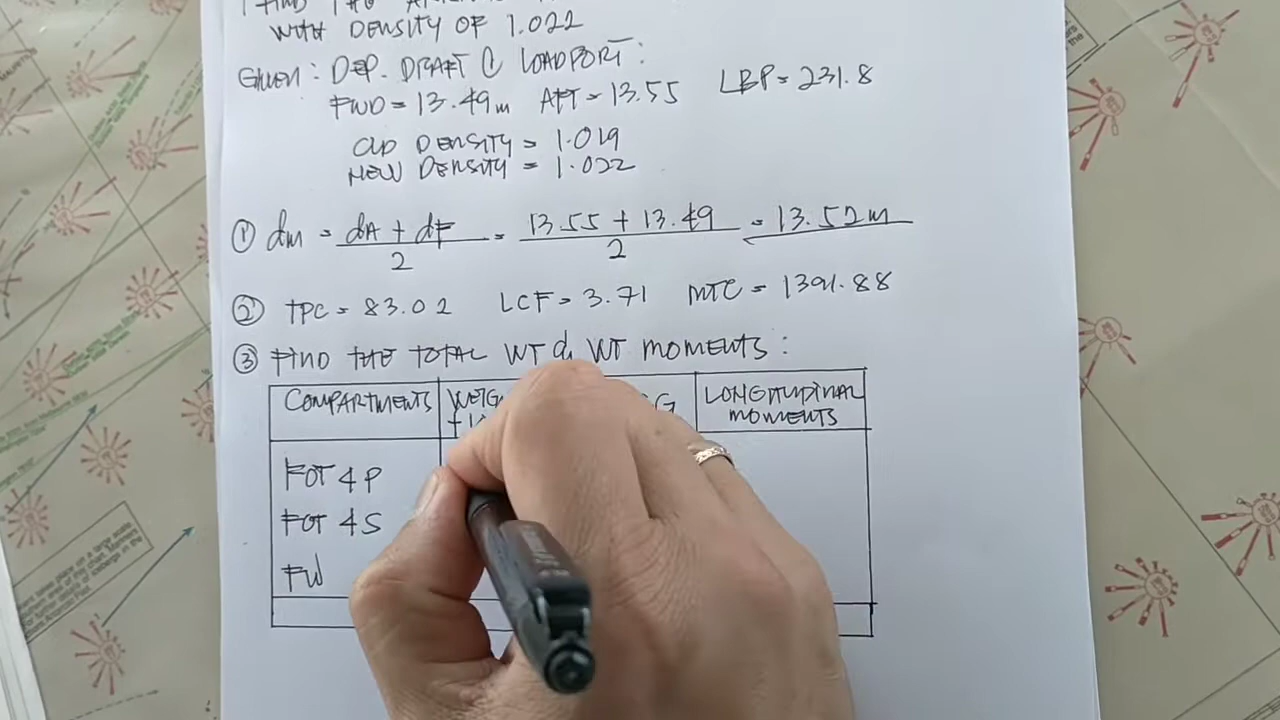 WITH DENSITY OF 1.022
GIVEN: DEP. DRAFT @ LOADPORT:
FWD = 13.49m AFT = 13.55 LBP = 231.8
OLD DENSITY = 1.019
NEW DENSITY = 1.022
① dm = dA + dF / 2 = 13.55 + 13.49 / 2 = 13.52m
② TPC = 83.02 LCF = 3.71 MTC = 1391.88
③ FIND THE TOTAL WT & WT MOMENTS:
COMPARTMENTS LONGITUDINAL MOMENTS
FOT 4P
FOT 4S
FW